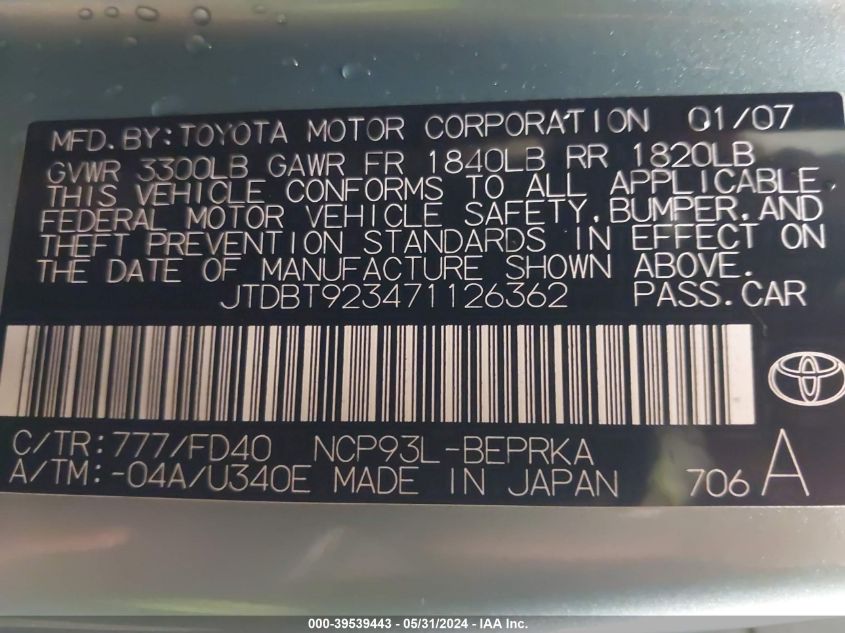 MFD.BY:TOYOTA MOTOR CORPORATION 01/07
GVWR 3300LB GAWR FR 1840LB RR 1820LB
THIS VEHICLE CONFORMS TO ALL APPLICABLE
FEDERAL MOTOR VEHICLE SAFETY,BUMPER,AND
THEFT PREVENTION STANDARDS IN EFFECT ON
THE DATE OF MANUFACTURE SHOWN ABOVE.
JTDBT923471126362 PASS.CAR
C/TR:777/FD40 NCP93L-BEPRKA
A/TM:-04A/U340E MADE IN JAPAN 706 A
000-39539443 - 05/31/2024 - IAA Inc.